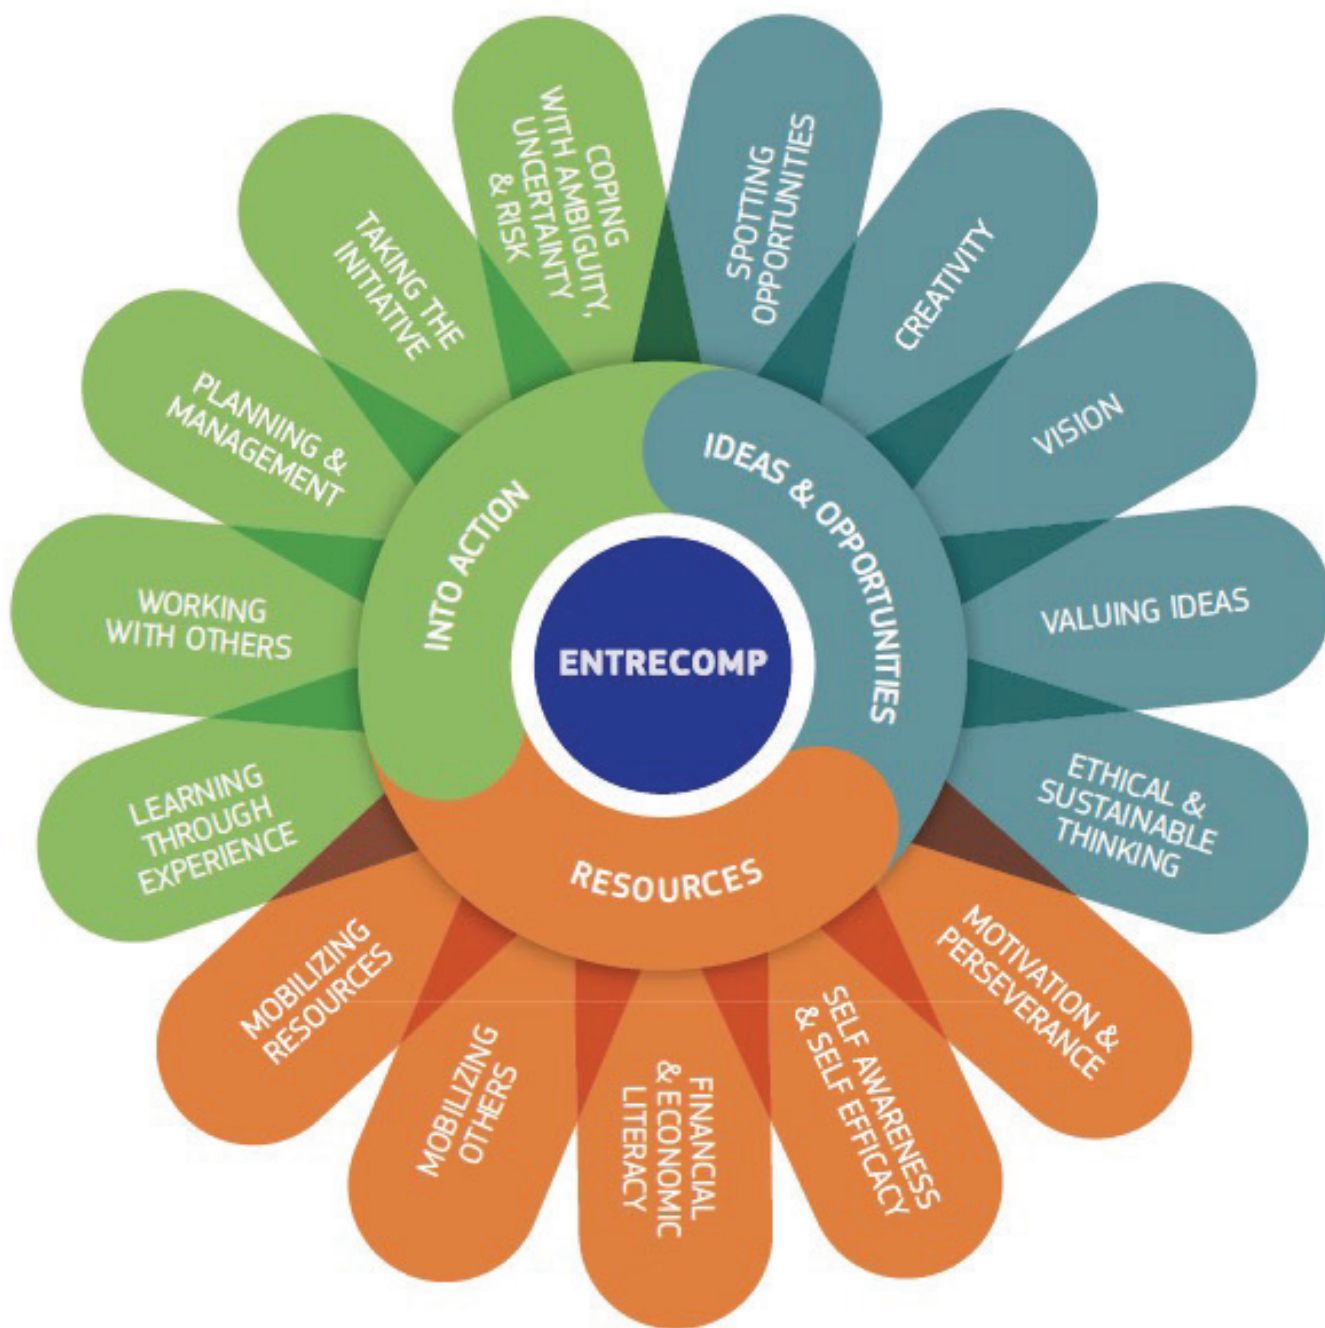 ENTRECOMP
IDEAS & OPPORTUNITIES
SPOTTING
OPPORTUNITIES
CREATIVITY
VISION
VALUING IDEAS
ETHICAL &
SUSTAINABLE
THINKING
RESOURCES
MOTIVATION &
PERSEVERANCE
SELF AWARENESS
& SELF EFFICACY
FINANCIAL
& ECONOMIC
LITERACY
MOBILIZING
OTHERS
MOBILIZING
RESOURCES
INTO ACTION
LEARNING
THROUGH
EXPERIENCE
WORKING
WITH OTHERS
PLANNING &
MANAGEMENT
TAKING THE
INITIATIVE
COPING
WITH AMBIGUITY,
UNCERTAINTY
& RISK